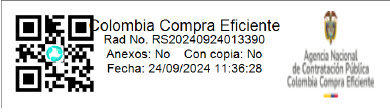 Colombia Compra Eficiente
Rad No. RS20240924013390
Anexos: No Con copia: No
Fecha: 24/09/2024 11:36:28
Agencia Nacional
de Contratación Pública
Colombia Compra Eficiente